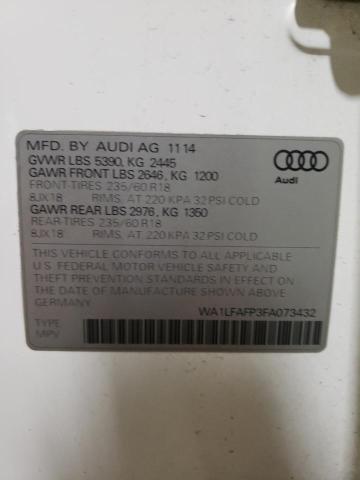 MFD. BY AUDI AG 1114
GVWR LBS 5390, KG 2445
GAWR FRONT LBS 2646, KG 1200
FRONT-TIRES 235/60 R18
8JX18 RIMS, AT 220 KPA 32 PSI COLD
GAWR REAR LBS 2976, KG 1350
REAR-TIRES 235/60 R18
8JX18 RIMS, AT 220 KPA 32 PSI COLD
Audi
THIS VEHICLE CONFORMS TO ALL APPLICABLE
U.S. FEDERAL MOTOR VEHICLE SAFETY AND
THEFT PREVENTION STANDARDS IN EFFECT ON
THE DATE OF MANUFACTURE SHOWN ABOVE.
GERMANY
WA1LFAFP3FA073432
TYPE
MPV